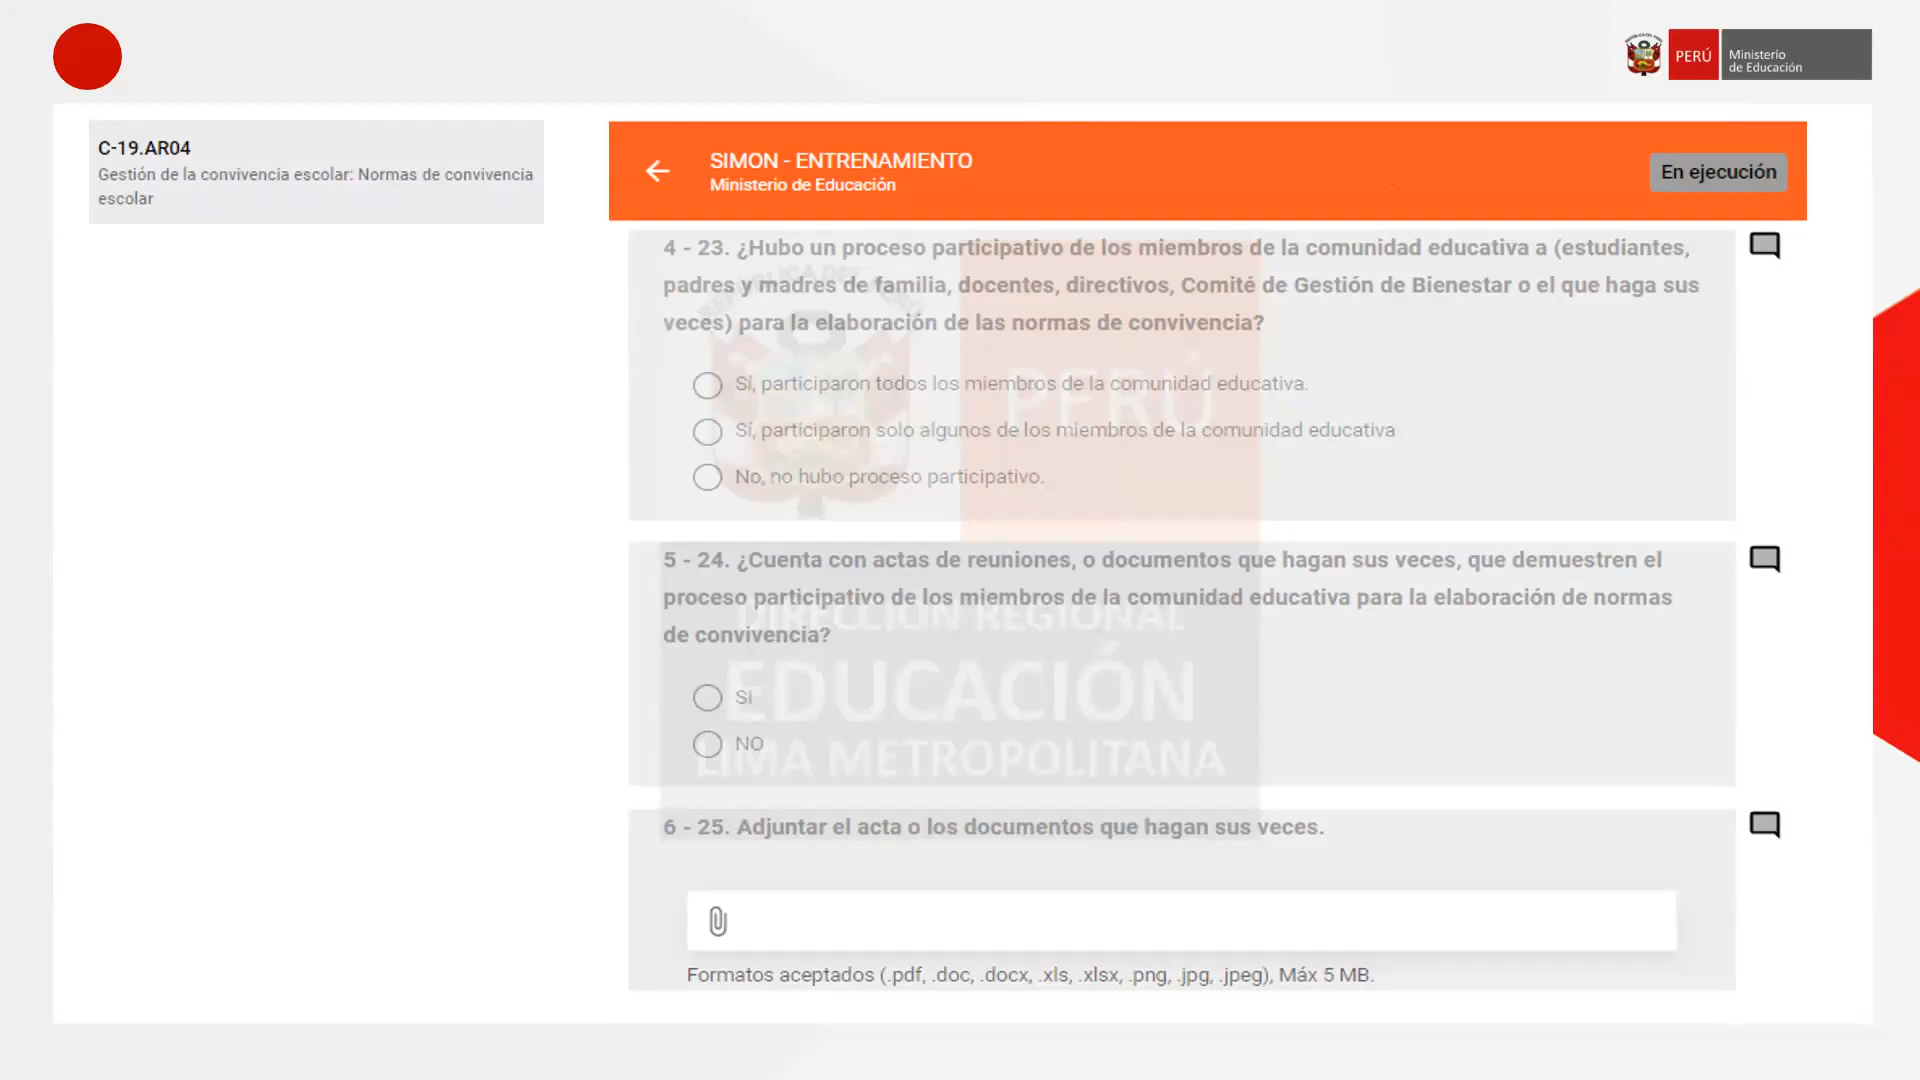 PERÚ
Ministerio
de Educación
C-19.AR04
Gestión de la convivencia escolar: Normas de convivencia
escolar
SIMON - ENTRENAMIENTO
Ministerio de Educación
En ejecución
4 - 23. ¿Hubo un proceso participativo de los miembros de la comunidad educativa a (estudiantes,
padres y madres de familia, docentes, directivos, Comité de Gestión de Bienestar o el que haga sus
veces) para la elaboración de las normas de convivencia?
PERÚ
Sí, participaron todos los miembros de la comunidad educativa.
Sí, participaron solo algunos de los miembros de la comunidad educativa
No, no hubo proceso participativo.
5 - 24. ¿Cuenta con actas de reuniones, o documentos que hagan sus veces, que demuestren el
proceso participativo de los miembros de la comunidad educativa para la elaboración de normas
de convivencia?
DIRECCIÓN REGIONAL
EDUCACIÓN
LIMA METROPOLITANA
SI
NO
6 - 25. Adjuntar el acta o los documentos que hagan sus veces.
Formatos aceptados (.pdf, .doc, .docx, .xls, .xlsx, .png, .jpg, .jpeg), Máx 5 MB.